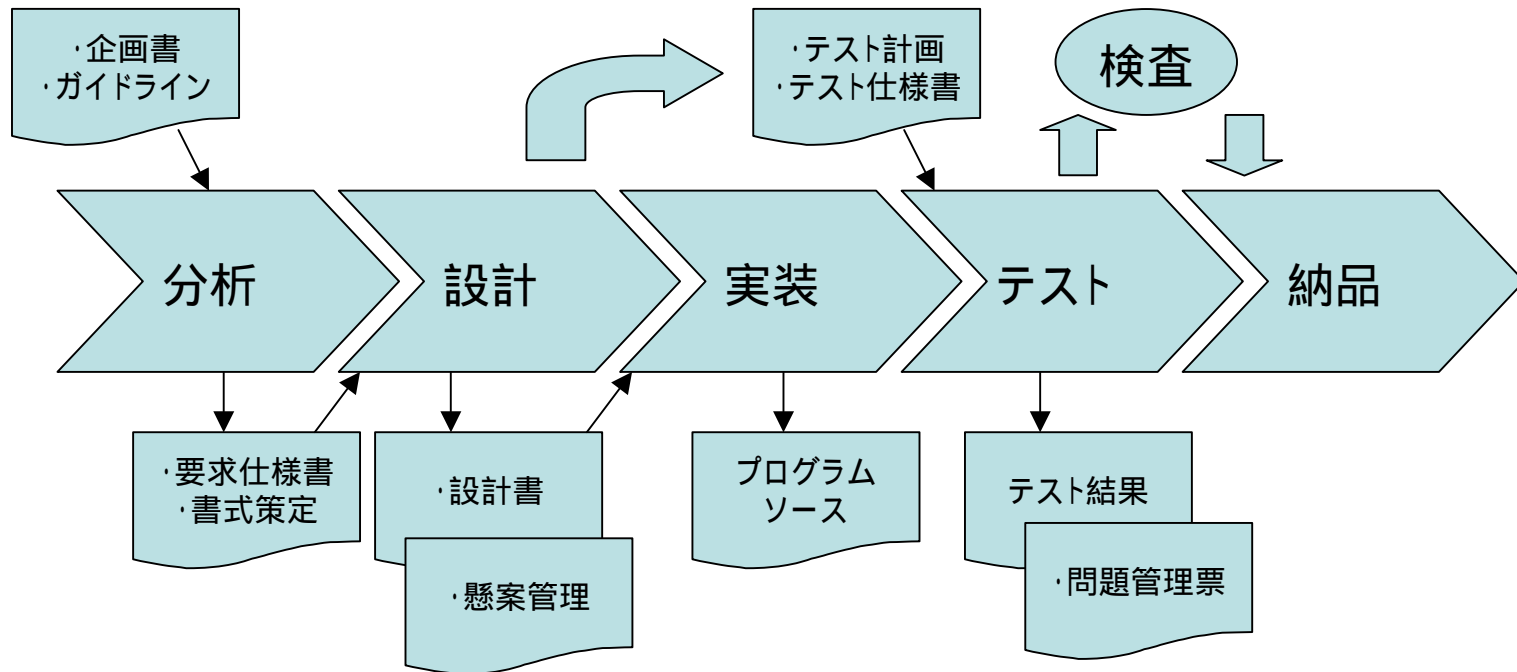 ・企画書
・ガイドライン
・テスト計画
・テスト仕様書
検査
分析
設計
実装
テスト
納品
・要求仕様書
・書式策定
・設計書
・懸案管理
プログラム
ソース
テスト結果
・問題管理票